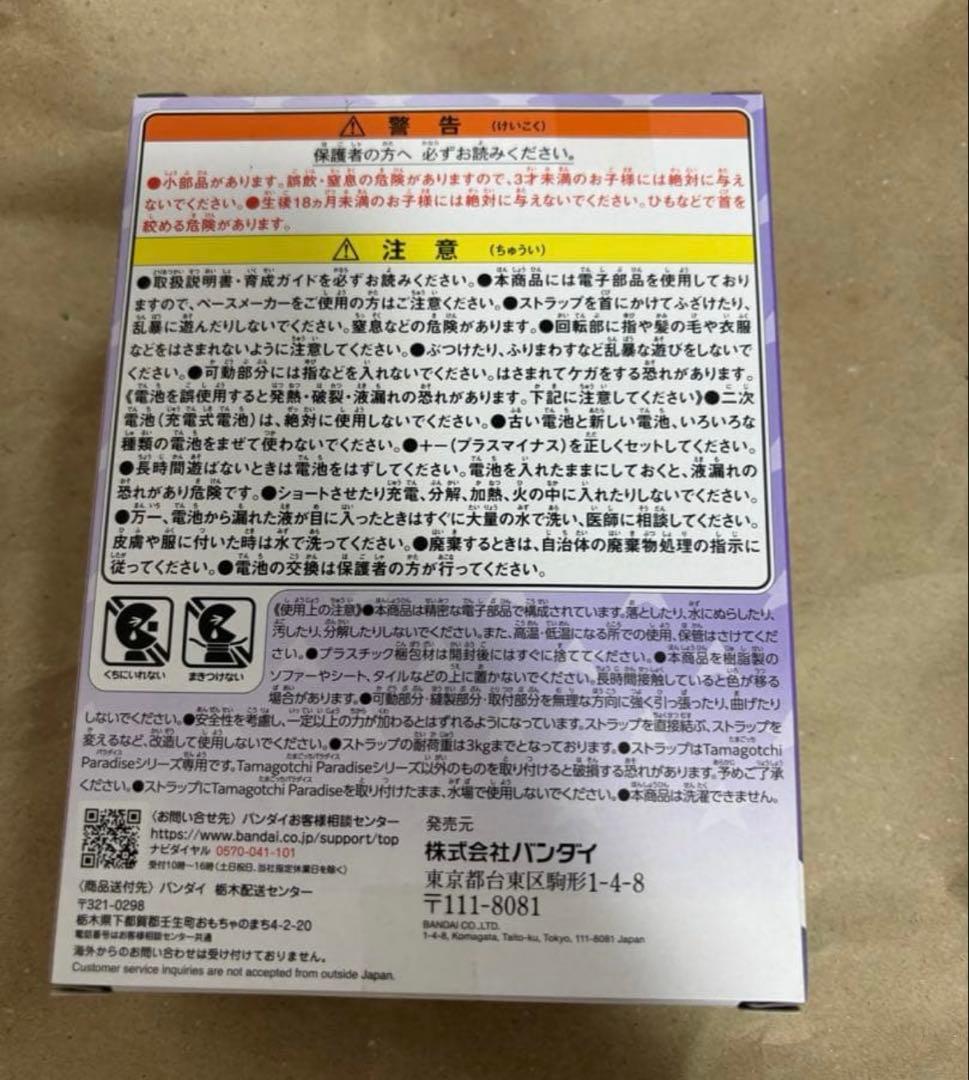 ⚠ 警告 (けいこく)
保護者の方へ 必ずお読みください。
●小部品があります。誤飲・窒息の危険がありますので、3才未満のお子様には絶対に与え
ないでください。●生後18ヵ月未満のお子様には絶対に与えないでください。ひもなどで首を
絞める危険があります。
⚠ 注意 (ちゅうい)
●取扱説明書・育成ガイドを必ずお読みください。●本商品には電子部品を使用しており
ますので、ペースメーカーをご使用の方はご注意ください。●ストラップを首にかけてふざけたり、
乱暴に遊んだりしないでください。窒息などの危険があります。●回転部に指や髪の毛や衣服
などをはさまれないように注意してください。●ぶつけたり、ふりまわすなど乱暴な遊びをしないで
ください。●可動部分には指などを入れないでください。はさまれてケガをする恐れがあります。
《電池を誤使用すると発熱・破裂・液漏れの恐れがあります。下記に注意してください》●二次
電池(充電式電池)は、絶対に使用しないでください。●古い電池と新しい電池、いろいろな
種類の電池をまぜて使わないでください。●+-(プラスマイナス)を正しくセットしてください。
●長時間遊ばないときは電池をはずしてください。電池を入れたままにしておくと、液漏れの
恐れがあり危険です。●ショートさせたり充電、分解、加熱、火の中に入れたりしないでください。
●万一、電池から漏れた液が目に入ったときはすぐに大量の水で洗い、医師に相談してください。
皮膚や服に付いた時は水で洗ってください。●廃棄するときは、自治体の廃棄物処理の指示に
従ってください。●電池の交換は保護者の方が行ってください。
くちにいれない
まきつけない
《使用上の注意》●本商品は精密な電子部品で構成されています。落としたり、水にぬらしたり、
汚したり、分解したりしないでください。また、高温・低温になる所での使用、保管はさけてくだ
さい。●プラスチック梱包材は開封後にはすぐに捨ててください。●本商品を樹脂製の
ソファーやシート、タイルなどの上に置かないでください。長時間接触していると色が移る
場合があります。●可動部分・縫製部分・取付部分を無理な方向に強く引っ張ったり、曲げたり
しないでください。●安全性を考慮し、一定以上の力が加わるとはずれるようになっています。ストラップを直接結ぶ、ストラップを
変えるなど、改造して使用しないでください。●ストラップの耐荷重は3kgまでとなっております。●ストラップはTamagotchi
Paradiseシリーズ専用です。Tamagotchi Paradiseシリーズ以外のものを取り付けると破損する恐れがあります。予めご了承
ください。●ストラップにTamagotchi Paradiseを取り付けたまま、水場で使用しないでください。●本商品は洗濯できません。
〈お問い合せ先〉バンダイお客様相談センター
https://www.bandai.co.jp/support/top
ナビダイヤル 0570-041-101
受付10時〜16時(土日祝日、当社指定休業日を除く)
〈商品送付先〉バンダイ 栃木配送センター
〒321-0298
栃木県下都賀郡壬生町おもちゃのまち4-2-20
電話番号はお客様相談センター共通
海外からのお問い合わせは受け付けておりません。
Customer service inquiries are not accepted from outside Japan.
発売元
株式会社バンダイ
東京都台東区駒形1-4-8
〒111-8081
BANDAI CO.,LTD.
1-4-8, Komagata, Taito-ku, Tokyo, 111-8081 Japan